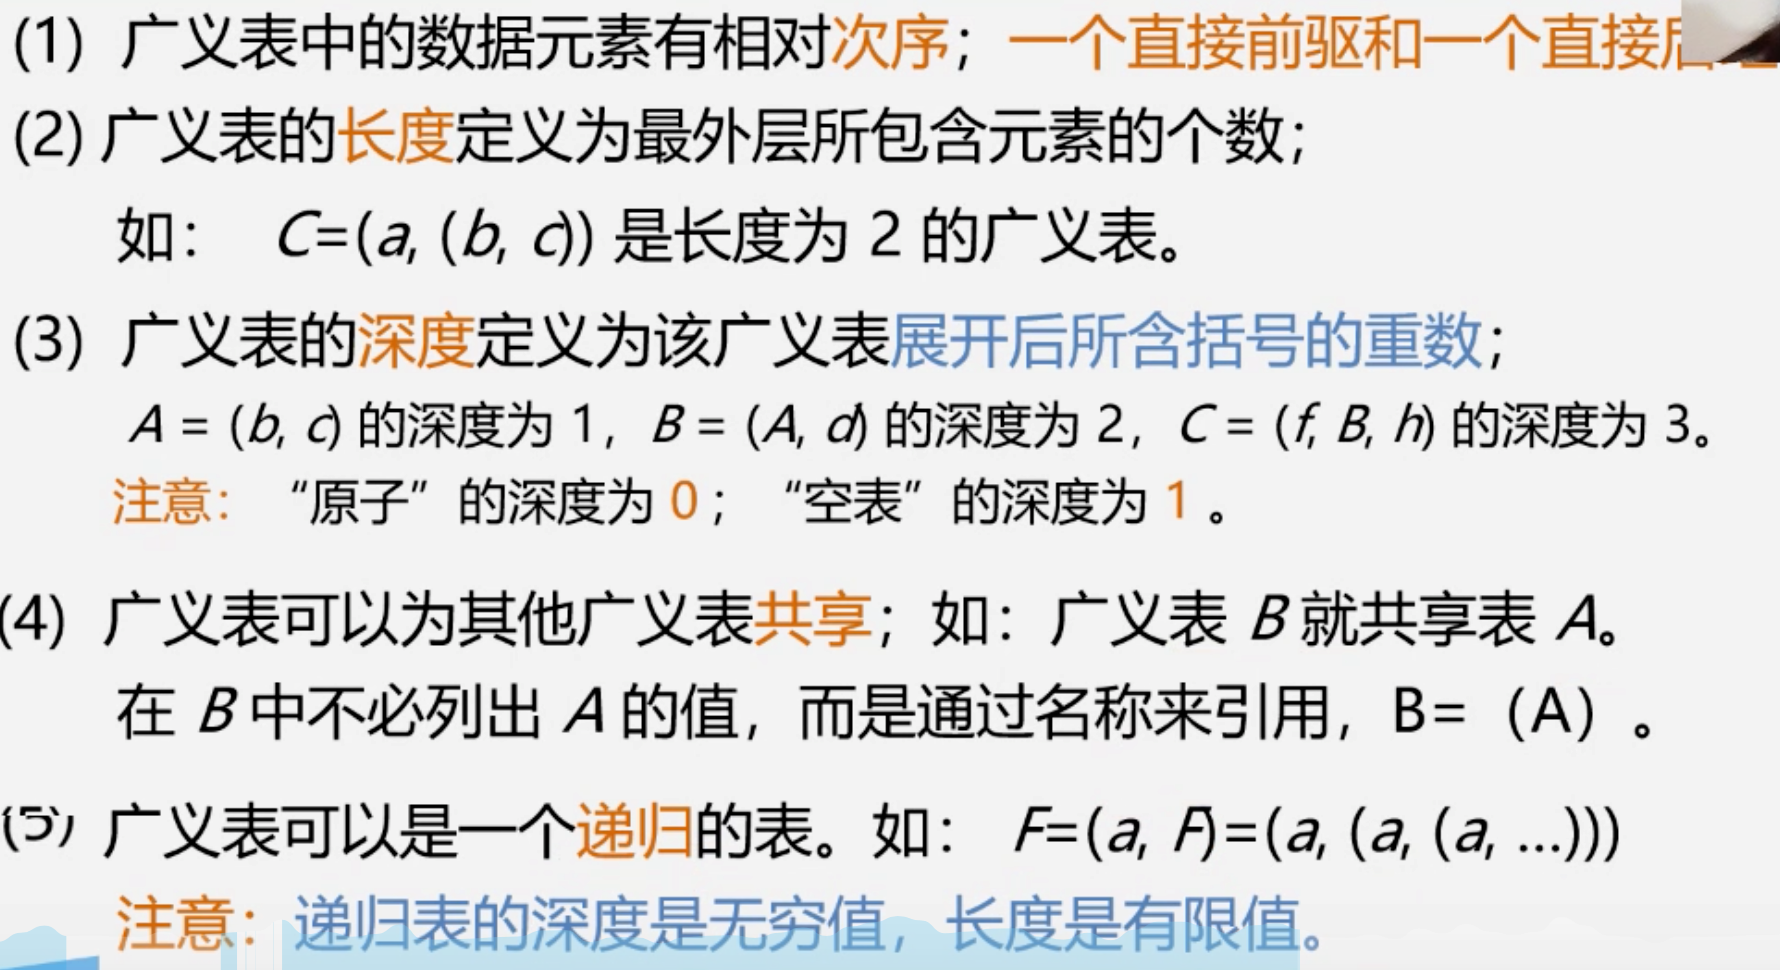 (1) 广义表中的数据元素有相对次序；一个直接前驱和一个直接
(2) 广义表的长度定义为最外层所包含元素的个数；
如： C=(a, (b, c)) 是长度为 2 的广义表。
(3) 广义表的深度定义为该广义表展开后所含括号的重数；
A = (b, c) 的深度为 1，B = (A, d) 的深度为 2，C = (f, B, h) 的深度为 3。
注意： “原子”的深度为 0 ； “空表”的深度为 1 。
(4) 广义表可以为其他广义表共享；如：广义表 B 就共享表 A。
在 B 中不必列出 A 的值，而是通过名称来引用，B=（A）。
(5) 广义表可以是一个递归的表。如： F=(a, F)=(a, (a, (a, ...)))
注意：递归表的深度是无穷值，长度是有限值。